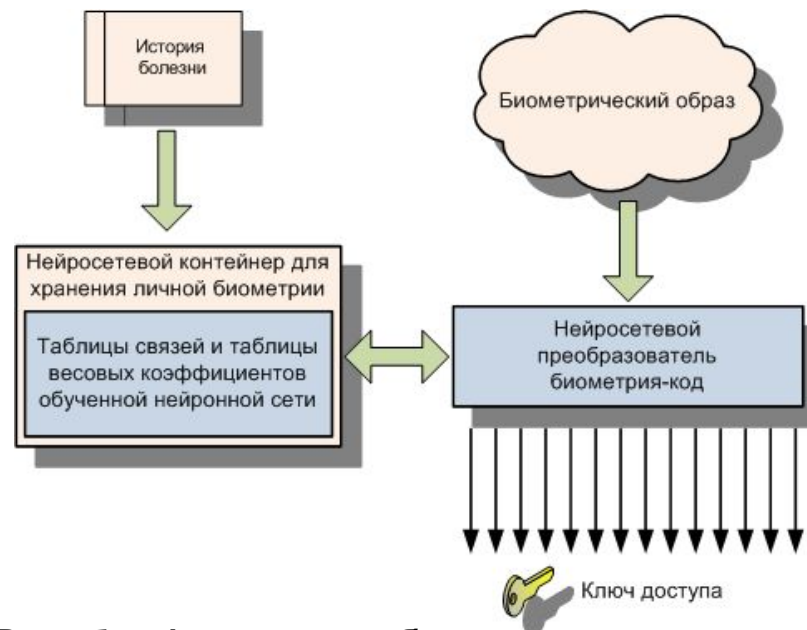 История
болезни
Биометрический образ
Нейросетевой контейнер для
хранения личной биометрии
Таблицы связей и таблицы
весовых коэффициентов
обученной нейронной сети
Нейросетевой
преобразователь
биометрия-код
Ключ доступа